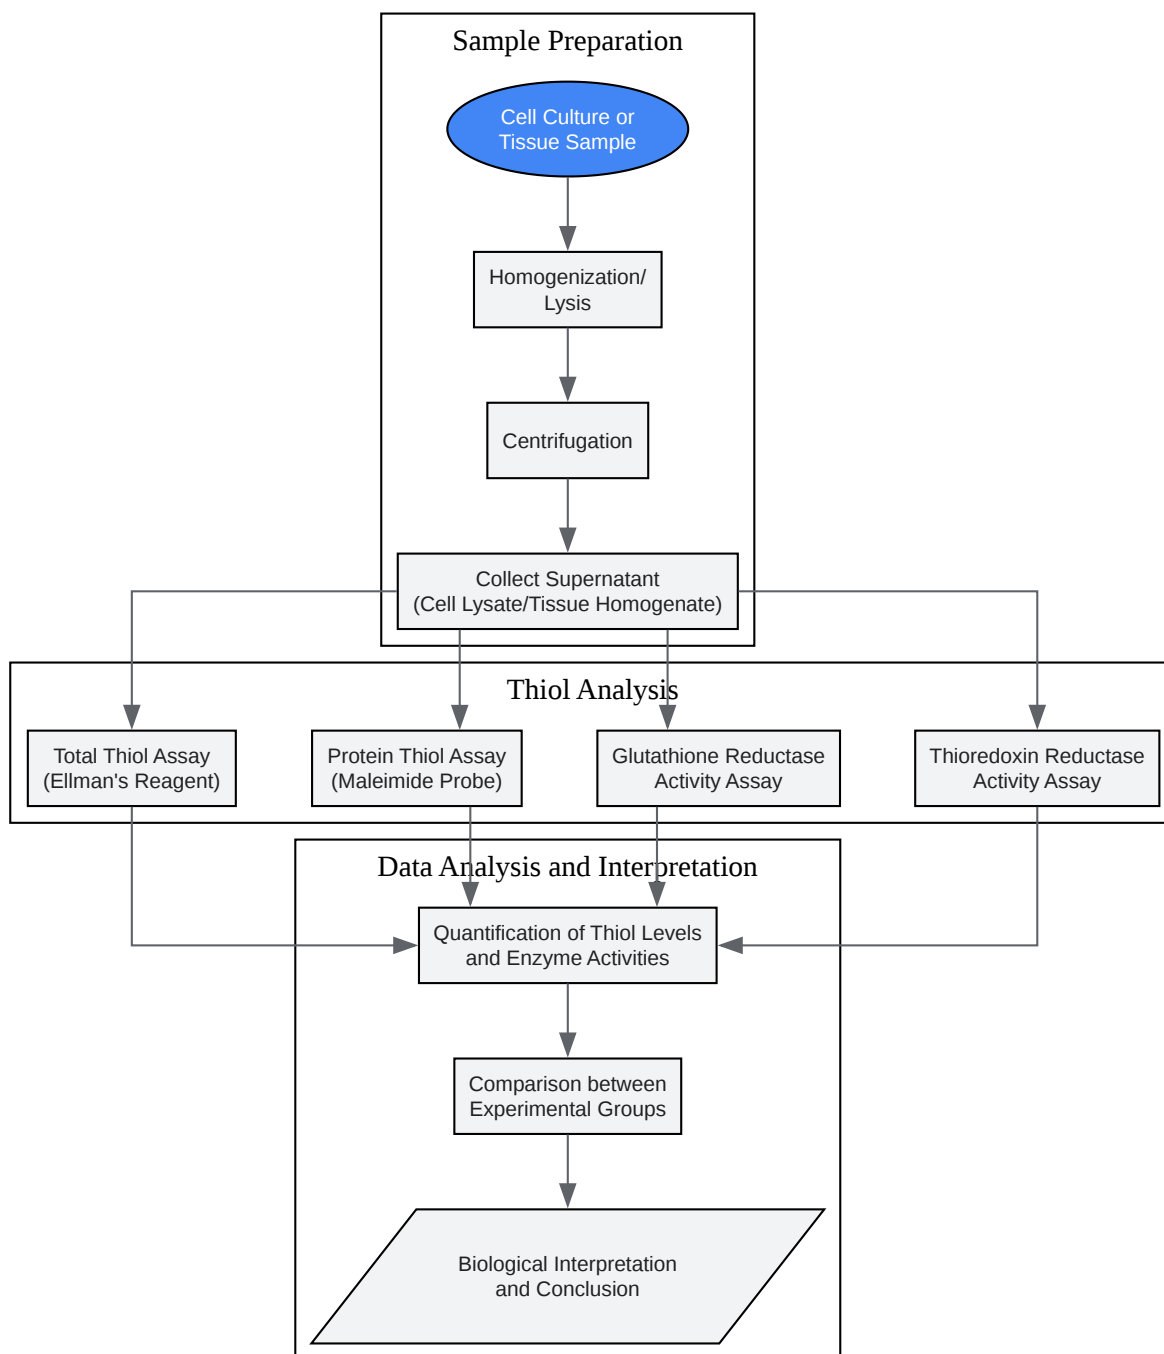 Sample Preparation
Cell Culture or
Tissue Sample
Homogenization/
Lysis
Centrifugation
Collect Supernatant
(Cell Lysate/Tissue Homogenate)
Thiol Analysis
Total Thiol Assay
(Ellman's Reagent)
Protein Thiol Assay
(Maleimide Probe)
Glutathione Reductase
Activity Assay
Thioredoxin Reductase
Activity Assay
Data Analysis and Interpretation
Quantification of Thiol Levels
and Enzyme Activities
Comparison between
Experimental Groups
Biological Interpretation
and Conclusion